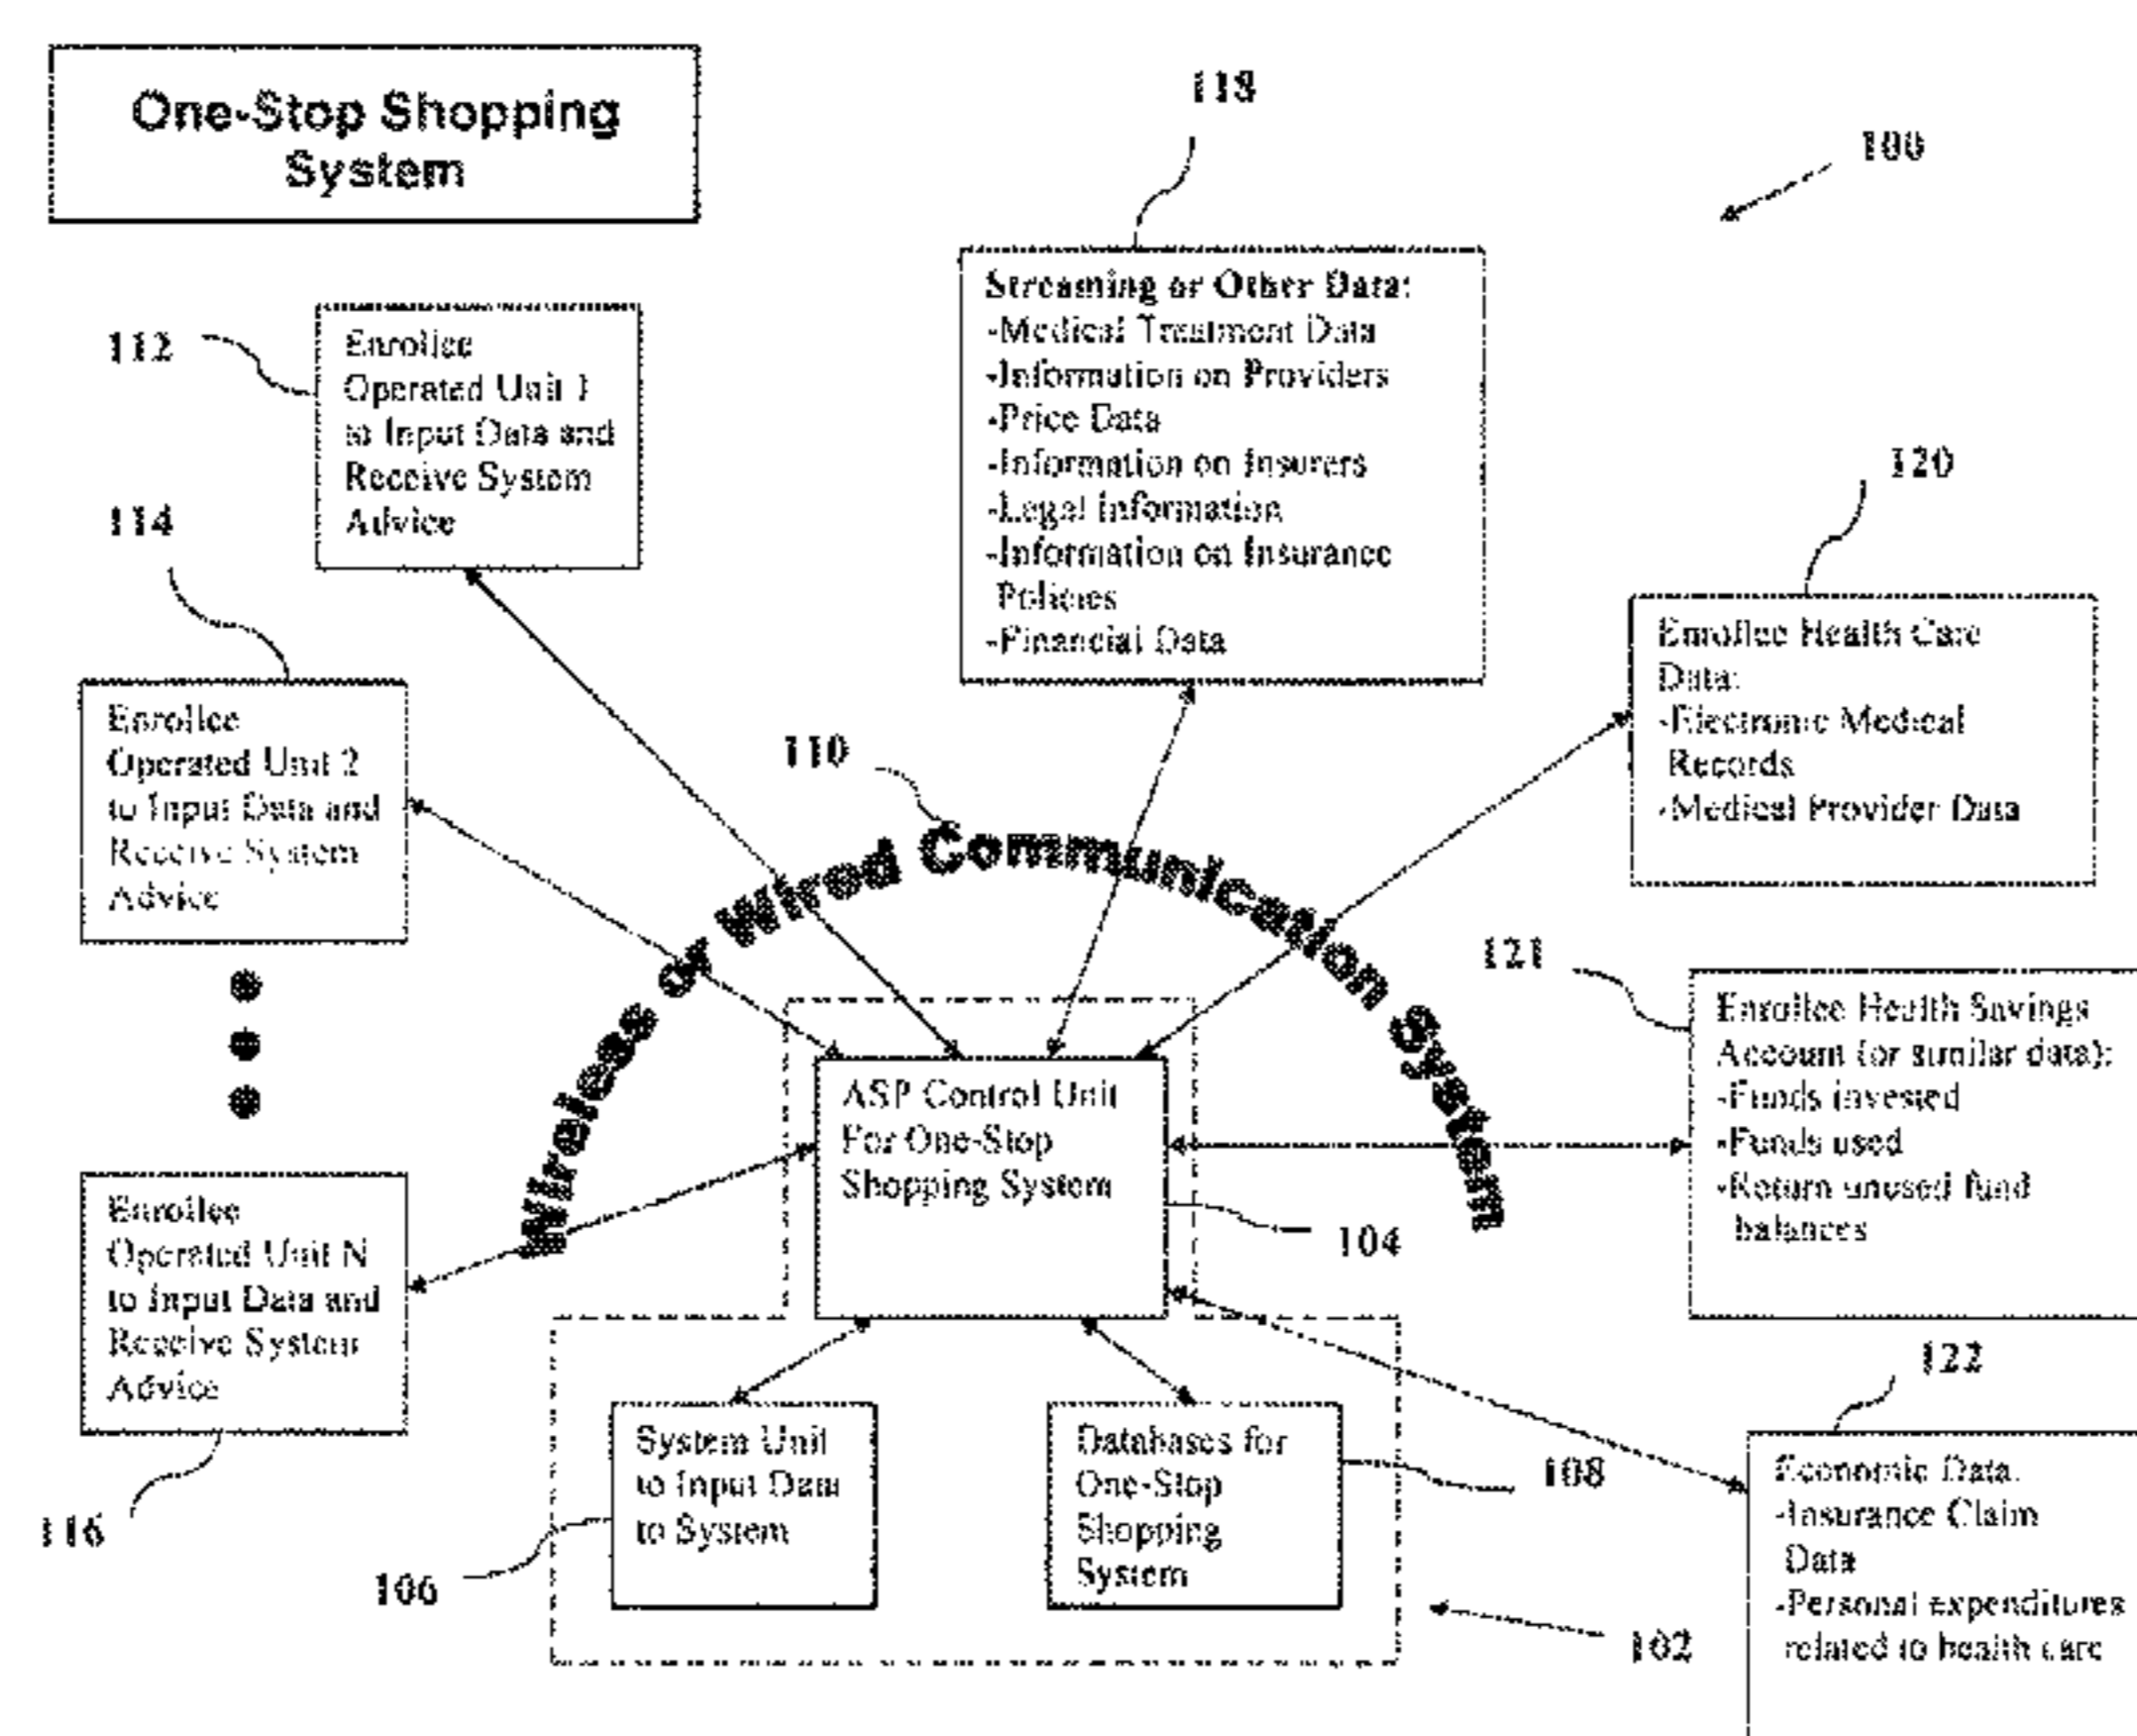 One-Stop Shopping
System
118
100
112
Enrollee
Operated Unit 1
to Input Data and
Receive System
Advice
Streaming or Other Data:
-Medical Treatment Data
-Information on Providers
-Price Data
-Information on Insurers
-Legal Information
-Information on Insurance
Policies
-Financial Data
120
Enrollee Health Care
Data:
-Electronic Medical
Records
-Medical Provider Data
114
Enrollee
Operated Unit 2
to Input Data and
Receive System
Advice
110
Wireless or Wired Communication System
121
Enrollee Health Savings
Account (or similar data):
-Funds invested
-Funds used
-Return unused fund
balances
ASP Control Unit
For One-Stop
Shopping System
104
Enrollee
Operated Unit N
to Input Data and
Receive System
Advice
116
System Unit
to Input Data
to System
106
Databases for
One-Stop
Shopping
System
108
102
122
Economic Data:
-Insurance Claim
Data
-Personal expenditures
related to health care